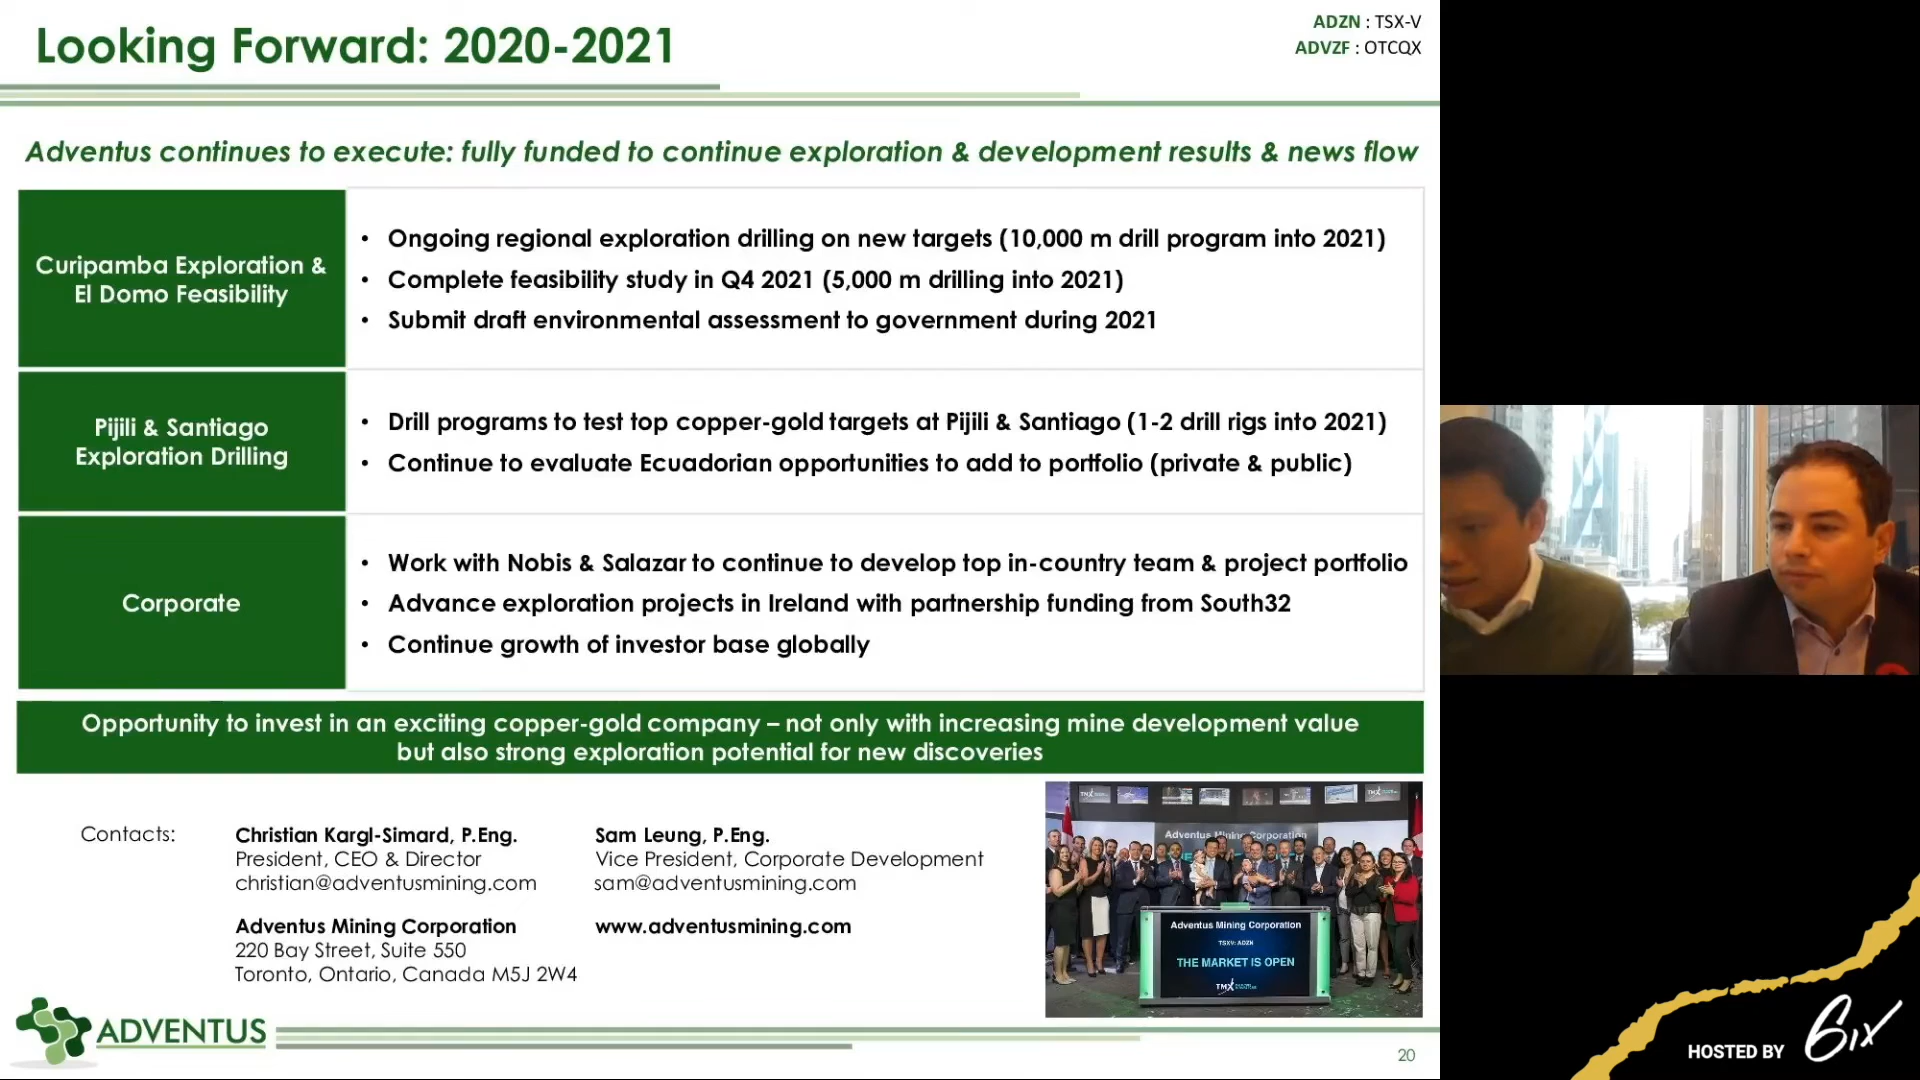 Looking Forward: 2020-2021
ADZN : TSX-V
ADVZF : OTCQX
Adventus continues to execute: fully funded to continue exploration & development results & news flow
Curipamba Exploration &
El Domo Feasibility
• Ongoing regional exploration drilling on new targets (10,000 m drill program into 2021)
• Complete feasibility study in Q4 2021 (5,000 m drilling into 2021)
• Submit draft environmental assessment to government during 2021
Pijili & Santiago
Exploration Drilling
• Drill programs to test top copper-gold targets at Pijili & Santiago (1-2 drill rigs into 2021)
• Continue to evaluate Ecuadorian opportunities to add to portfolio (private & public)
Corporate
• Work with Nobis & Salazar to continue to develop top in-country team & project portfolio
• Advance exploration projects in Ireland with partnership funding from South32
• Continue growth of investor base globally
Opportunity to invest in an exciting copper-gold company – not only with increasing mine development value
but also strong exploration potential for new discoveries
Contacts:
Christian Kargl-Simard, P.Eng.
President, CEO & Director
christian@adventusmining.com
Sam Leung, P.Eng.
Vice President, Corporate Development
sam@adventusmining.com
Adventus Mining Corporation
220 Bay Street, Suite 550
Toronto, Ontario, Canada M5J 2W4
www.adventusmining.com
Adventus Mining Corporation
Adventus Mining Corporation
TSXV: ADZN
THE MARKET IS OPEN
TMX
ADVENTUS
20
HOSTED BY 6ix